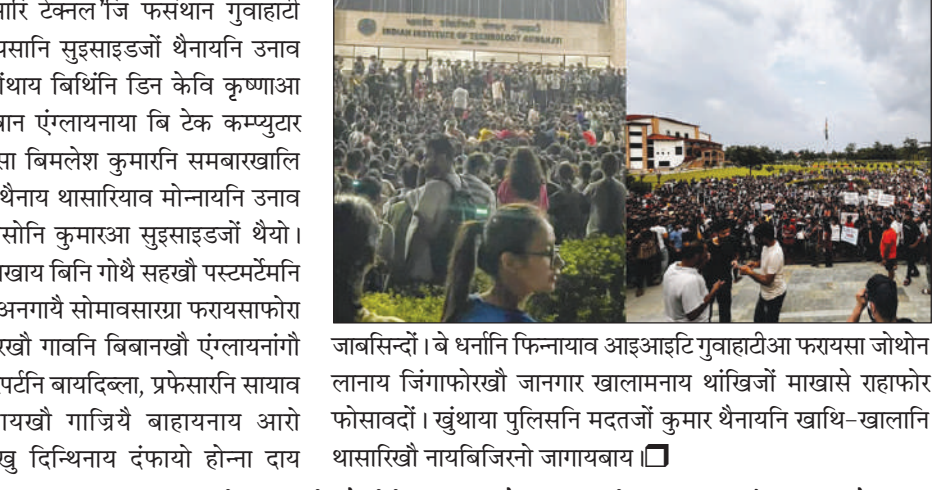 सारि टेक्नल'जि फसंथान गुवाहाटी
यसानि सुइसाइडजों थैनायनि उनाव
ंथाय बिथिंनि डिन केवि कृष्णाआ
बान एंग्लायनाया बि टेक कम्प्युटार
सा बिमलेश कुमारनि समबारखालि
थैनाय थासारियाव मोन्नायनि उनाव
सोनि कुमारआ सुइसाइडजों थैयो।
खाय बिनि गोथै सहखौ पस्टमर्टेमनि
अनगायै सोमावसारग्रा फरायसाफोरा
रखौ गावनि बिबानखौ एंग्लायनांगौ
पर्टनि बायदिब्ला, प्रफेसारनि सायाव
ायखौ गाज्रियै बाहायनाय आरो
खु दिन्थिनाय दंफायो होन्ना दाय
INDIAN INSTITUTE OF TECHNOLOGY GUWAHATI
जाबसिन्दों। बे धर्नानि फिन्नायाव आइआइटि गुवाहाटीआ फरायसा जोथोन
लानाय जिंगाफोरखौ जानगार खालामनाय थांखिजों माखासे राहाफोर
फोसावदों। खुंथाया पुलिसनि मदतजों कुमार थैनायनि खाथि-खालानि
थासारिखौ नायबिजिरनो जागायबाय।